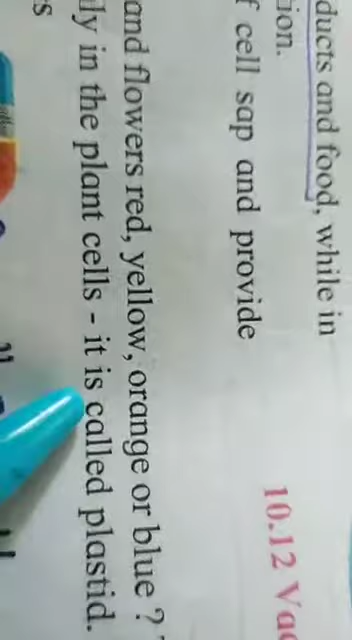 ducts and food, while in
ion.
f cell sap and provide
10.12 Va
and flowers red, yellow, orange or blue ?
ly in the plant cells - it is called plastid.
s